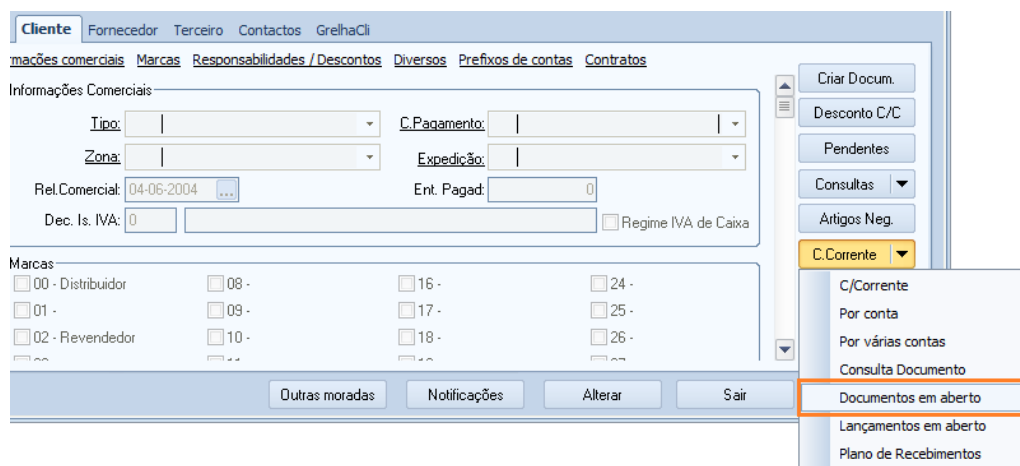 Cliente Fornecedor Terceiro Contactos GrelhaCli
rmações comerciais Marcas Responsabilidades / Descontos Diversos Prefixos de contas Contratos
Informações Comerciais
Tipo: C.Pagamento:
Zona: Expedição:
Rel.Comercial: 04-06-2004 ... Ent. Pagad: 0
Dec. Is. IVA: 0 Regime IVA de Caixa
Marcas
00 - Distribuidor 08 - 16 - 24 -
01 - 09 - 17 - 25 -
02 - Revendedor 10 - 18 - 26 -
Outras moradas Notificações Alterar Sair
Criar Docum.
Desconto C/C
Pendentes
Consultas
Artigos Neg.
C.Corrente
C/Corrente
Por conta
Por várias contas
Consulta Documento
Documentos em aberto
Lançamentos em aberto
Plano de Recebimentos